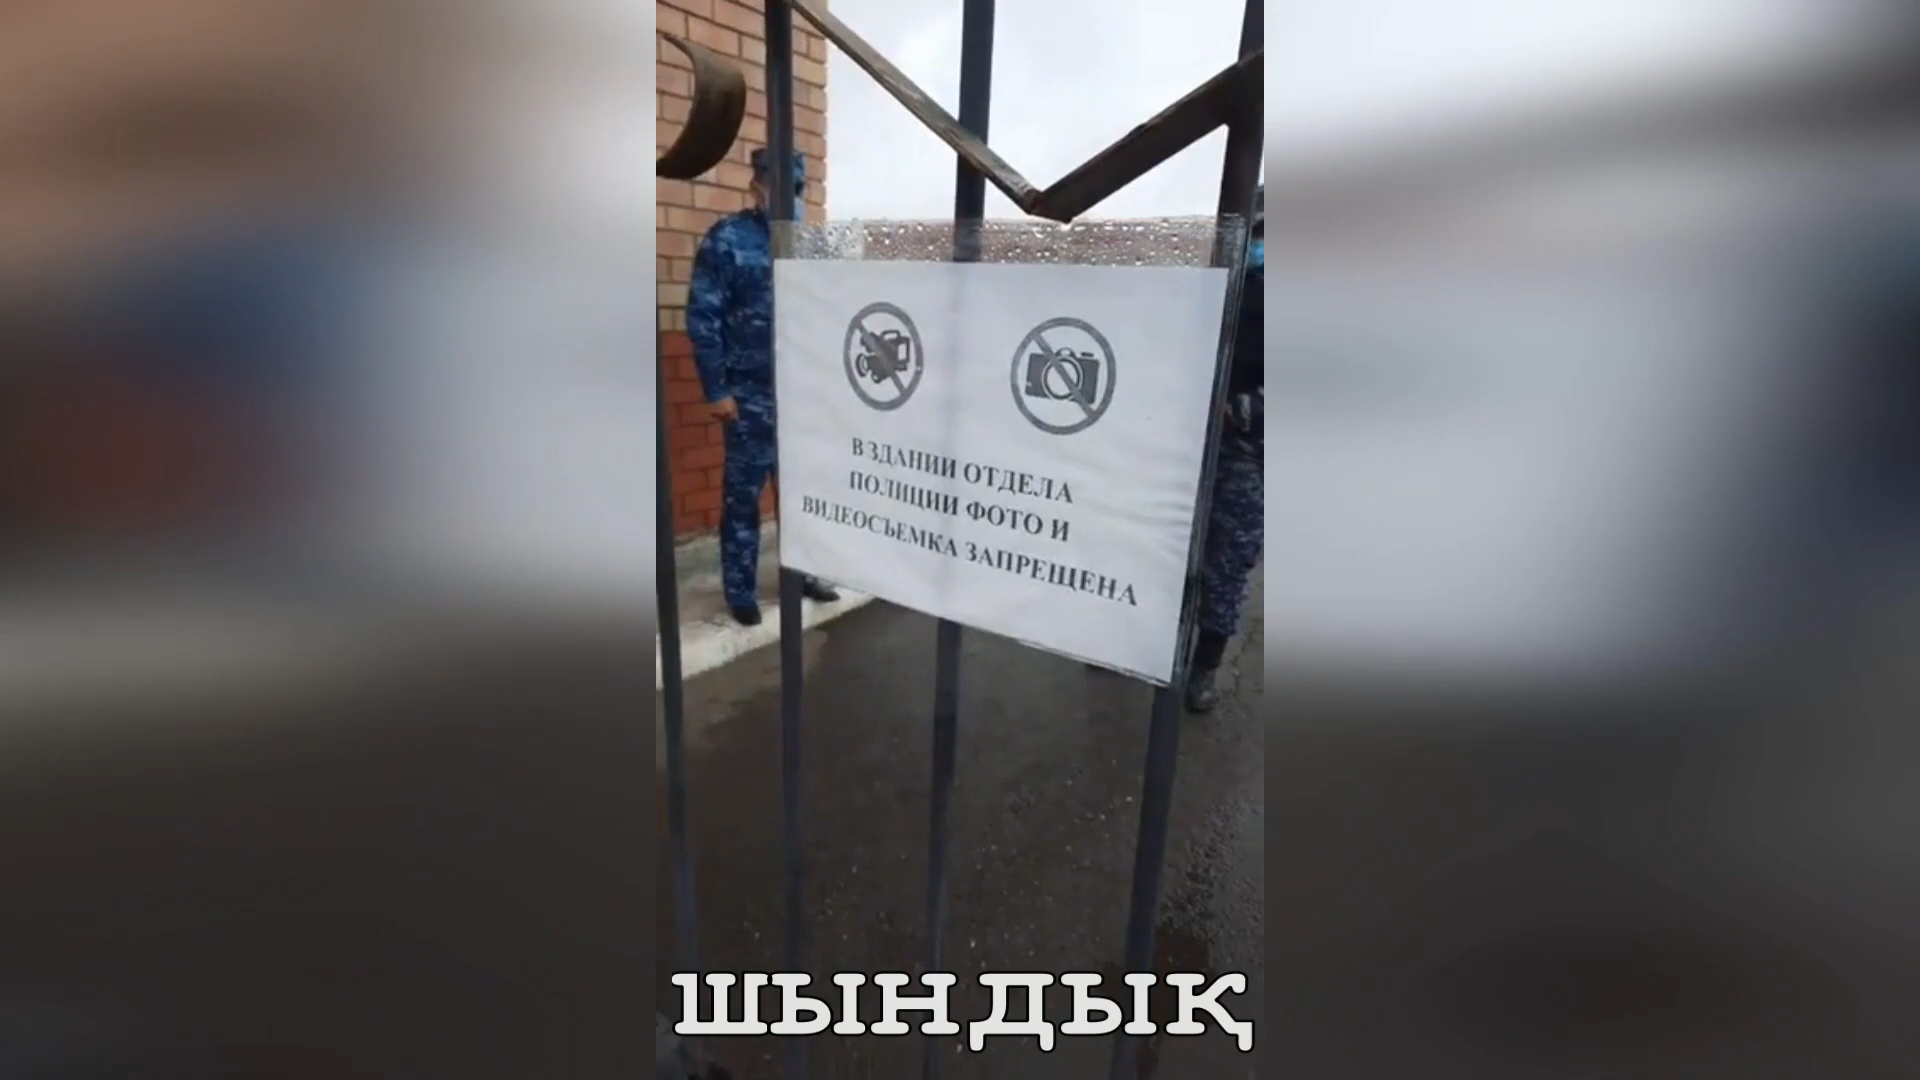 В ЗДАНИИ ОТДЕЛА
ПОЛИЦИИ ФОТО И
ВИДЕОСЪЕМКА ЗАПРЕЩЕНА
ШЫНДЫҚ